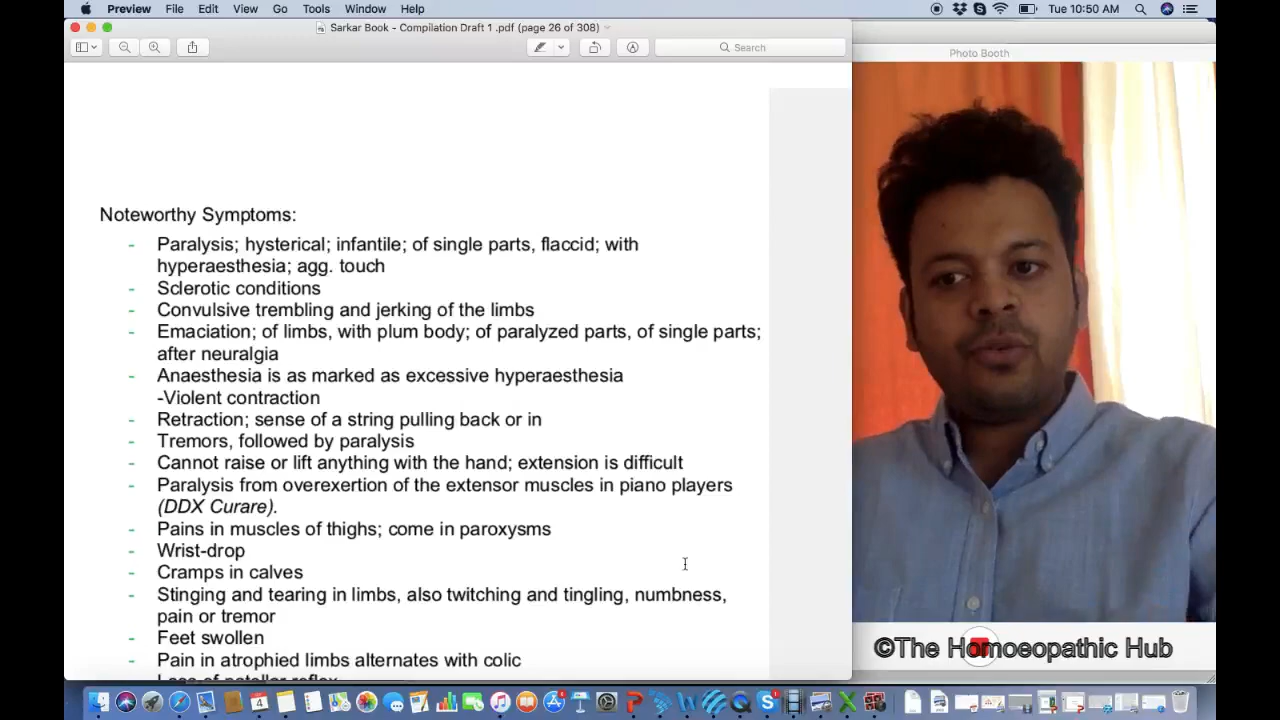 Preview File Edit View Go Tools Window Help
Tue 10:50 AM
Sarkar Book - Compilation Draft 1 .pdf (page 26 of 308)
Search
Photo Booth
Noteworthy Symptoms:
- Paralysis; hysterical; infantile; of single parts, flaccid; with
hyperaesthesia; agg. touch
- Sclerotic conditions
- Convulsive trembling and jerking of the limbs
- Emaciation; of limbs, with plum body; of paralyzed parts, of single parts;
after neuralgia
- Anaesthesia is as marked as excessive hyperaesthesia
-Violent contraction
- Retraction; sense of a string pulling back or in
- Tremors, followed by paralysis
- Cannot raise or lift anything with the hand; extension is difficult
- Paralysis from overexertion of the extensor muscles in piano players
(DDX Curare).
- Pains in muscles of thighs; come in paroxysms
- Wrist-drop
- Cramps in calves
- Stinging and tearing in limbs, also twitching and tingling, numbness,
pain or tremor
- Feet swollen
- Pain in atrophied limbs alternates with colic
Loss of patellar reflex
©The Homoeopathic Hub
4